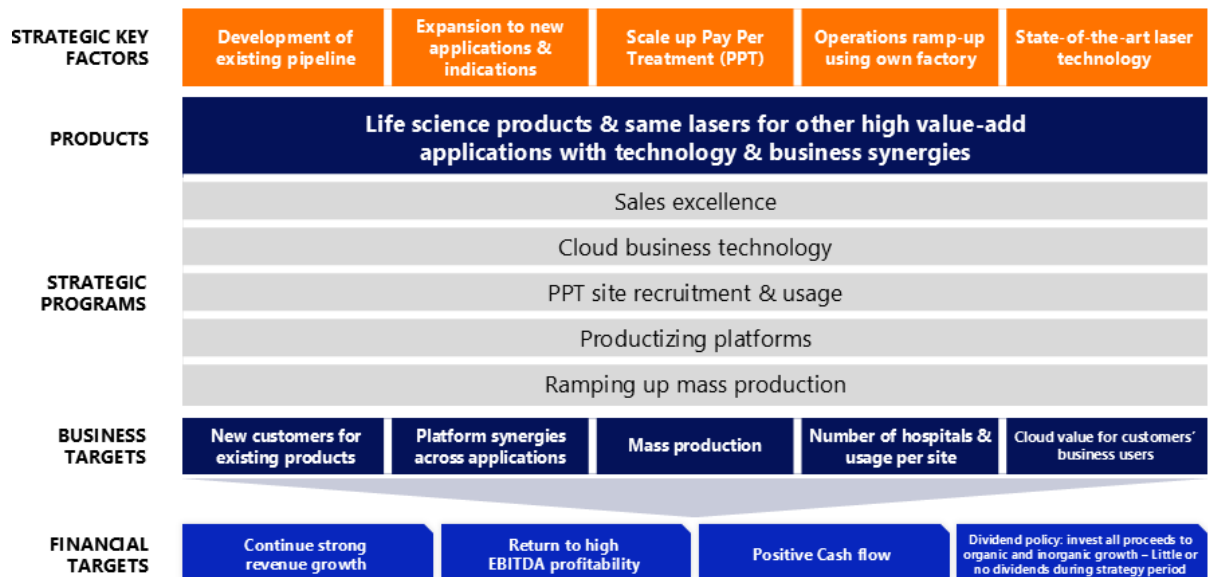 STRATEGIC KEY
FACTORS
Development of
existing pipeline
Expansion to new
applications &
indications
Scale up Pay Per
Treatment (PPT)
Operations ramp-up
using own factory
State-of-the-art laser
technology
PRODUCTS
Life science products & same lasers for other high value-add
applications with technology & business synergies
STRATEGIC
PROGRAMS
Sales excellence
Cloud business technology
PPT site recruitment & usage
Productizing platforms
Ramping up mass production
BUSINESS
TARGETS
New customers for
existing products
Platform synergies
across applications
Mass production
Number of hospitals &
usage per site
Cloud value for customers´
business users
FINANCIAL
TARGETS
Continue strong
revenue growth
Return to high
EBITDA profitability
Positive Cash flow
Dividend policy: invest all proceeds to
organic and inorganic growth – Little or
no dividends during strategy period